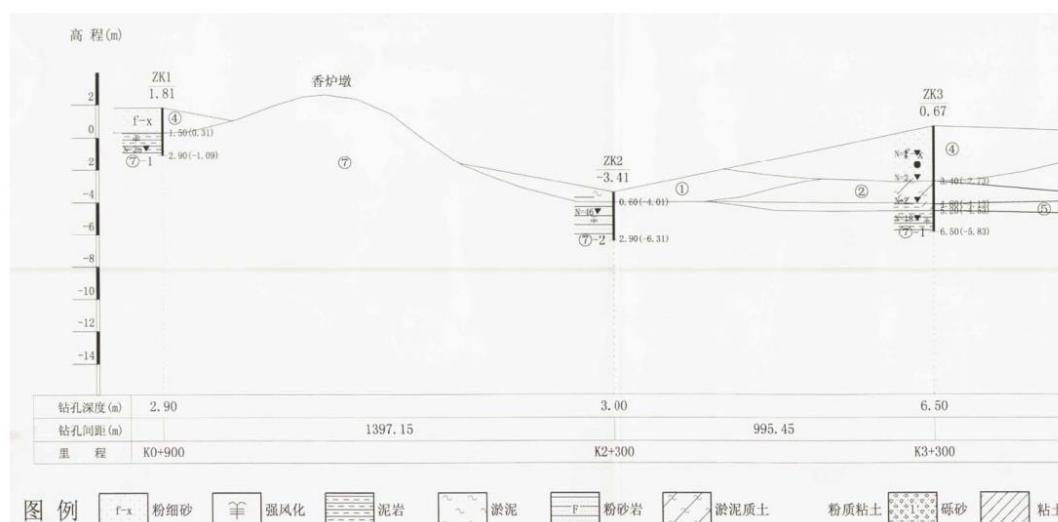 高 程(m)
ZK1
1.81
香炉墩
ZK3
0.67
2
f-x
④
1.50(0.31)
0
④
⑦-1
2.90(-1.09)
⑦
2
ZK2
-3.41
①
②
3.40(-2.73)
-4
0.60(-4.01)
N=46
⑤
⑦-2
2.90(-6.31)
⑦-1
6.50(-5.83)
-6
-8
-10
-12
-14
钻孔深度(m) 2.90 3.00 6.50
钻孔间距(m) 1397.15 995.45
里 程 K0+900 K2+300 K3+300
图 例 f-x 粉细砂 强风化 泥岩 淤泥 F 粉砂岩 淤泥质土 粉质粘土 砾砂 粘土